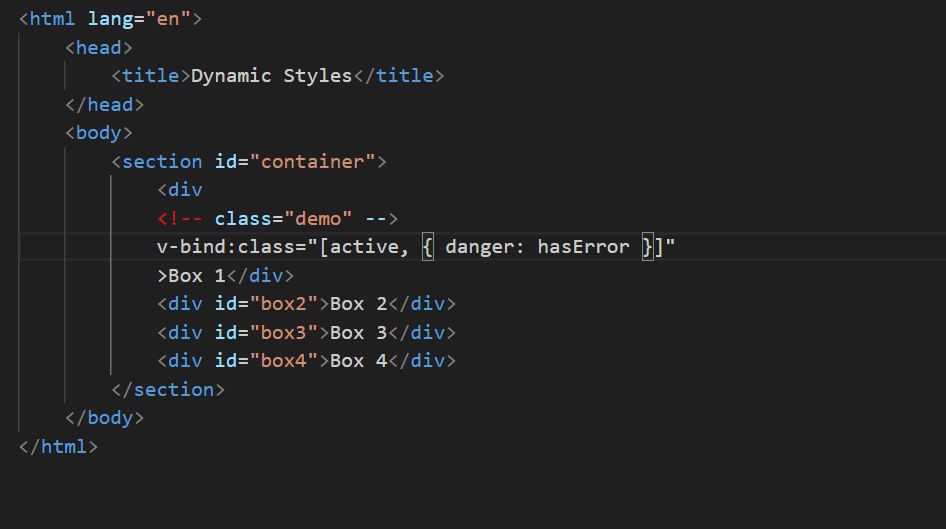 <html lang="en">
<head>
<title>Dynamic Styles</title>
</head>
<body>
<section id="container">
<div
<!-- class="demo" -->
v-bind:class="[active, { danger: hasError }]"
>Box 1</div>
<div id="box2">Box 2</div>
<div id="box3">Box 3</div>
<div id="box4">Box 4</div>
</section>
</body>
</html>